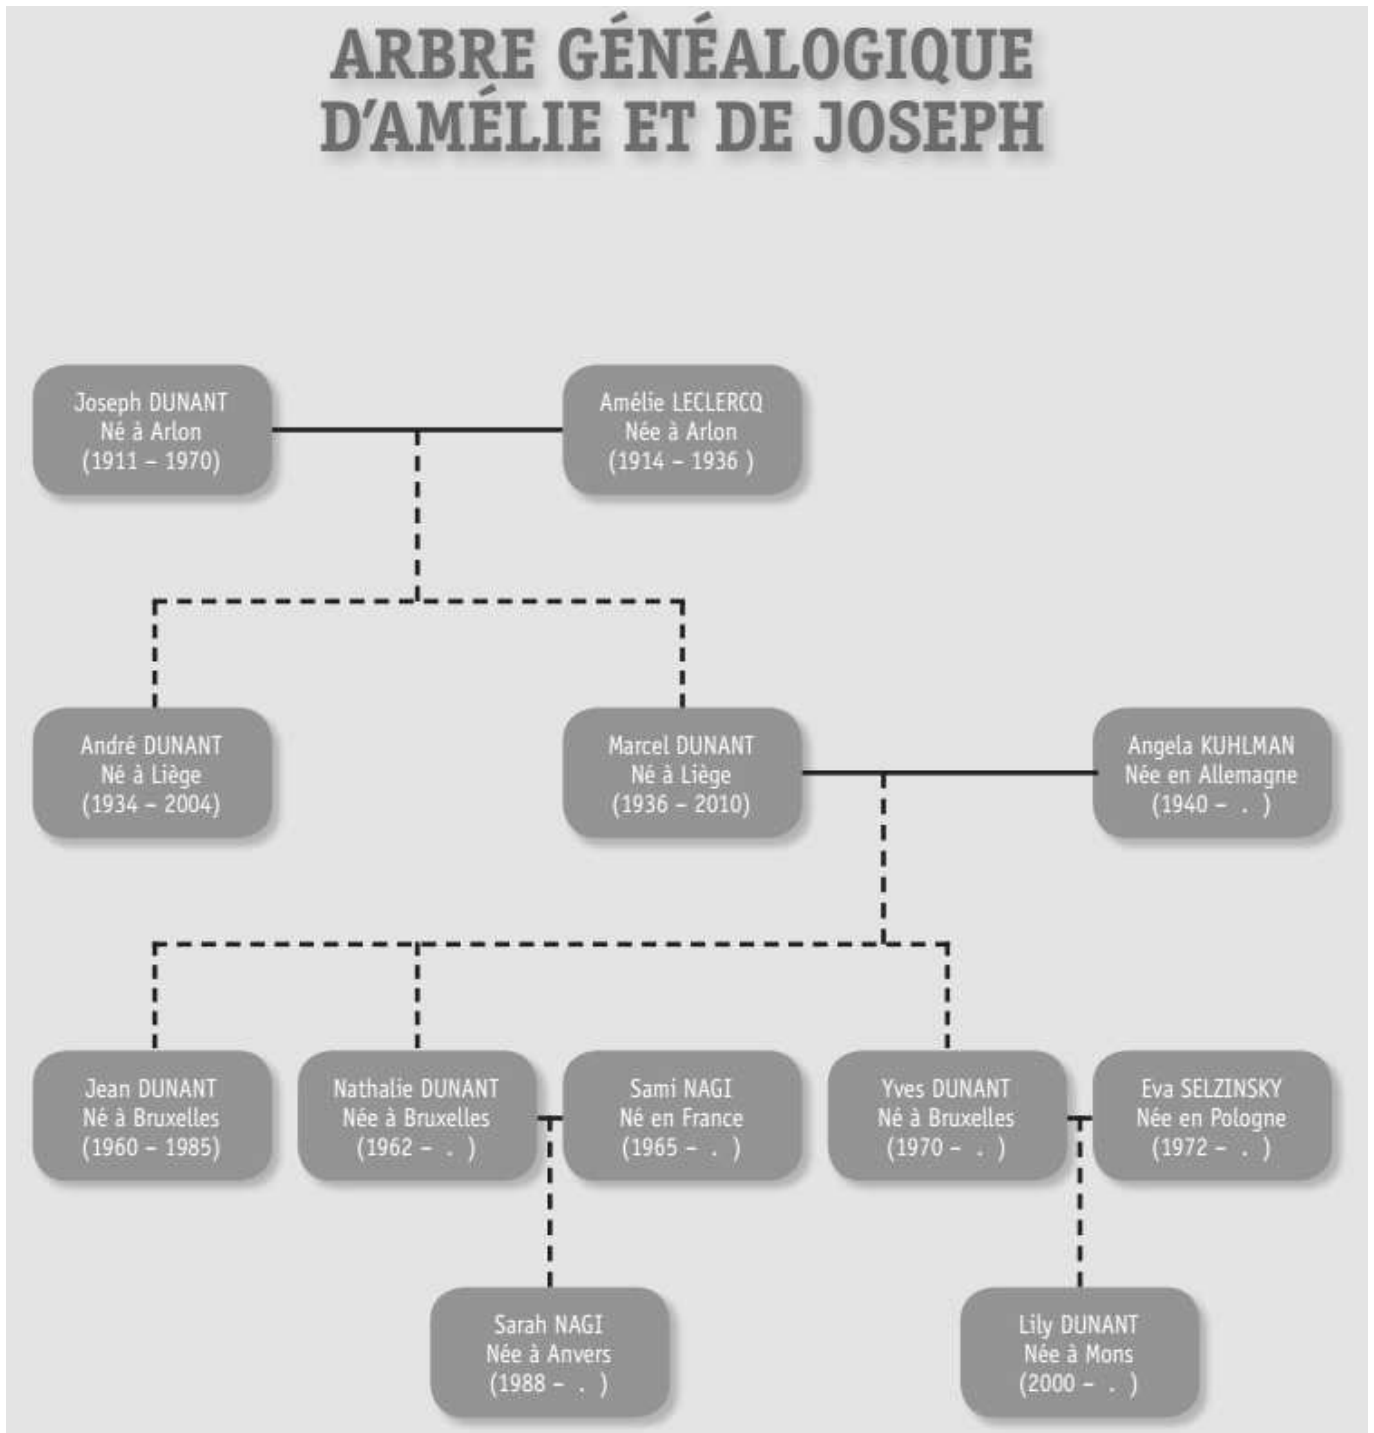 ARBRE GÉNÉALOGIQUE
D'AMÉLIE ET DE JOSEPH
Joseph DUNANT
Né à Arlon
(1911 – 1970)
Amélie LECLERCQ
Née à Arlon
(1914 – 1936 )
André DUNANT
Né à Liège
(1934 – 2004)
Marcel DUNANT
Né à Liège
(1936 – 2010)
Angela KUHLMAN
Née en Allemagne
(1940 – . )
Jean DUNANT
Né à Bruxelles
(1960 – 1985)
Nathalie DUNANT
Née à Bruxelles
(1962 – . )
Sami NAGI
Né en France
(1965 – . )
Yves DUNANT
Né à Bruxelles
(1970 – . )
Eva SELZINSKY
Née en Pologne
(1972 – . )
Sarah NAGI
Née à Anvers
(1988 – . )
Lily DUNANT
Née à Mons
(2000 – . )